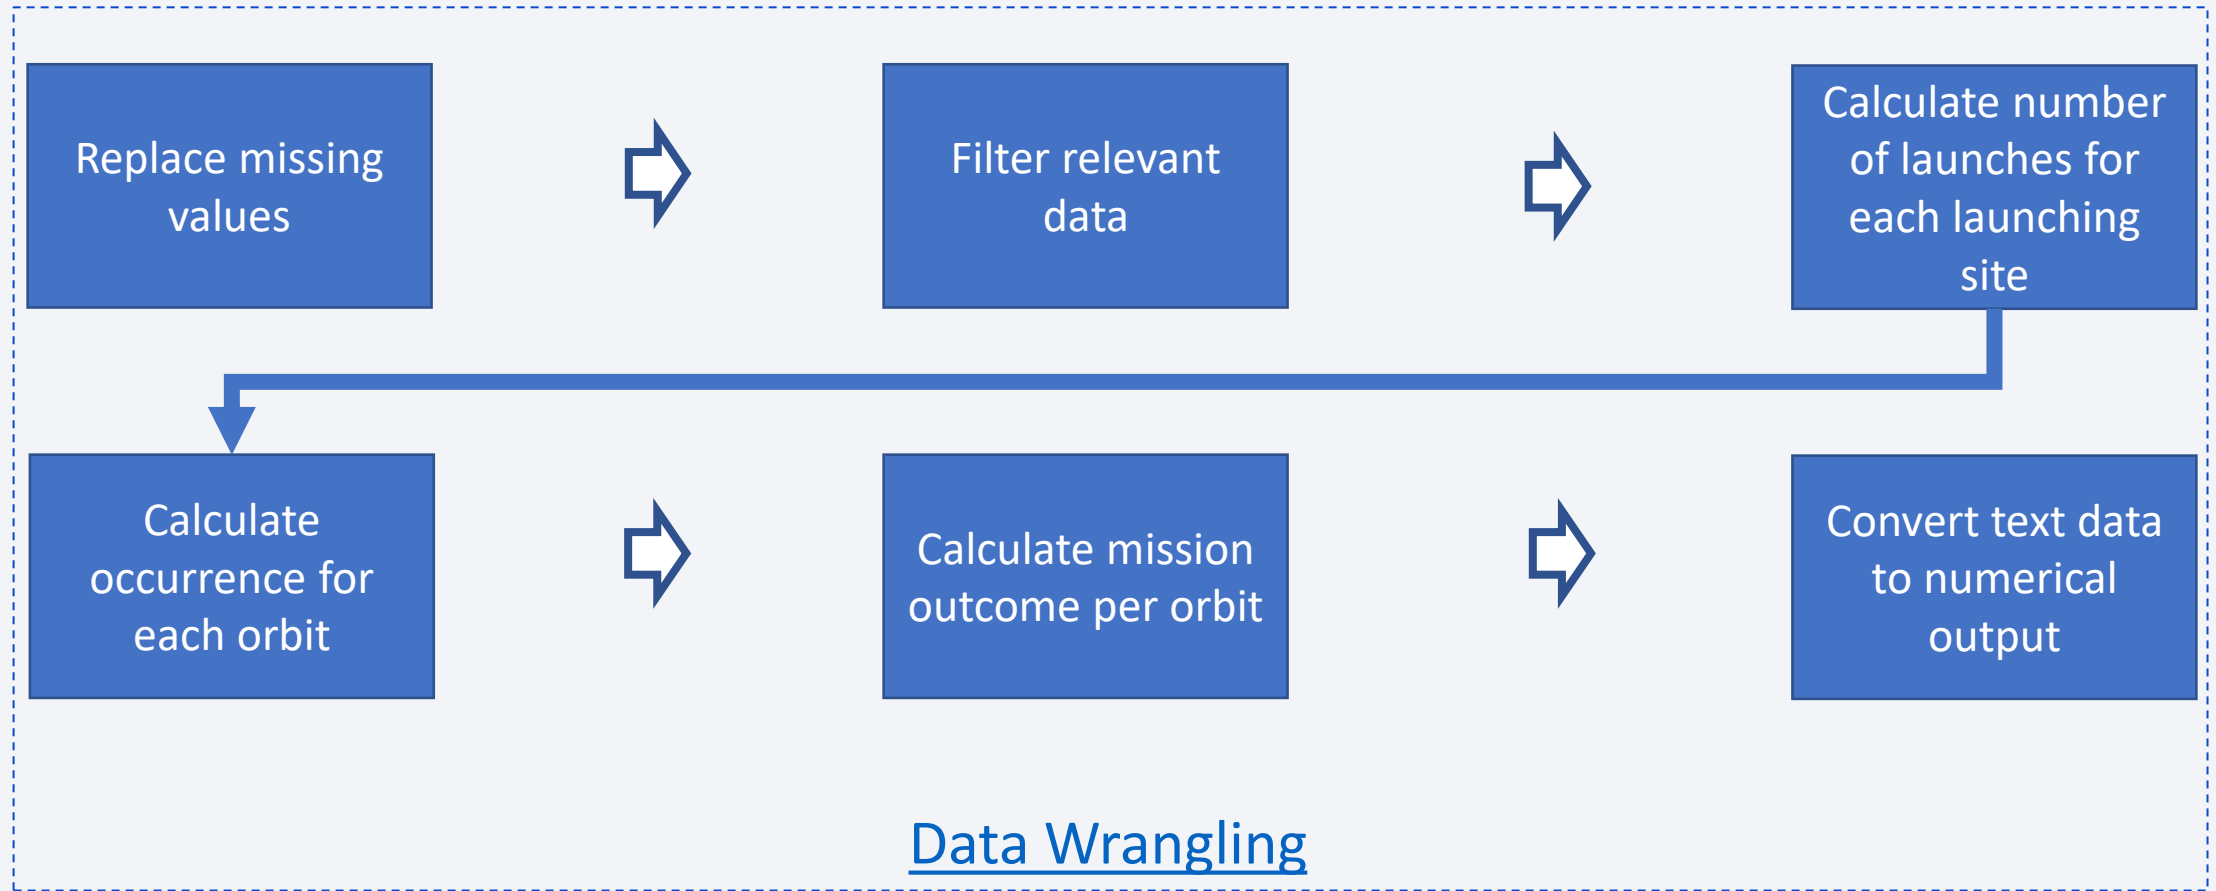 Replace missing
values
Filter relevant
data
Calculate number
of launches for
each launching
site
Calculate
occurrence for
each orbit
Calculate mission
outcome per orbit
Convert text data
to numerical
output
Data Wrangling